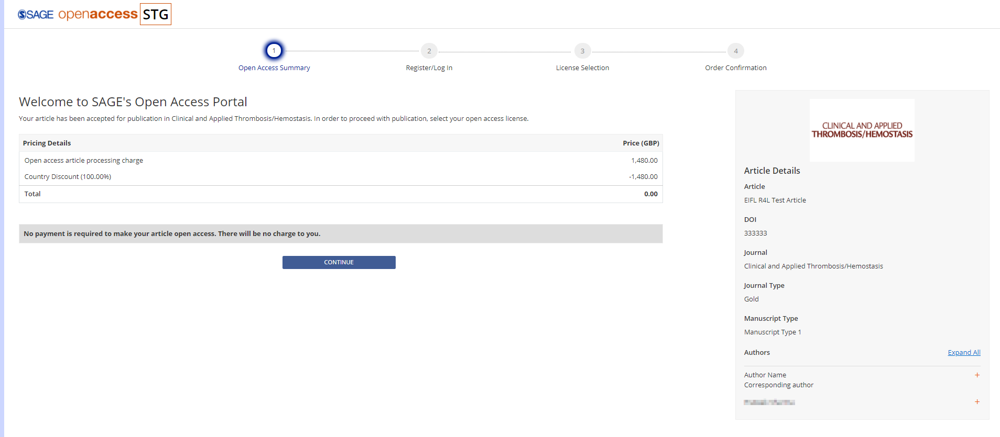 SAGE openaccess STG
1 2 3 4
Open Access Summary Register/Log In License Selection Order Confirmation
Welcome to SAGE's Open Access Portal
Your article has been accepted for publication in Clinical and Applied Thrombosis/Hemostasis. In order to proceed with publication, select your open access license.
Pricing Details Price (GBP)
Open access article processing charge 1,480.00
Country Discount (100.00%) -1,480.00
Total 0.00
No payment is required to make your article open access. There will be no charge to you.
CONTINUE
CLINICAL AND APPLIED
THROMBOSIS/HEMOSTASIS
Article Details
Article
EIFL R4L Test Article
DOI
333333
Journal
Clinical and Applied Thrombosis/Hemostasis
Journal Type
Gold
Manuscript Type
Manuscript Type 1
Authors Expand All
Author Name +
Corresponding author
+